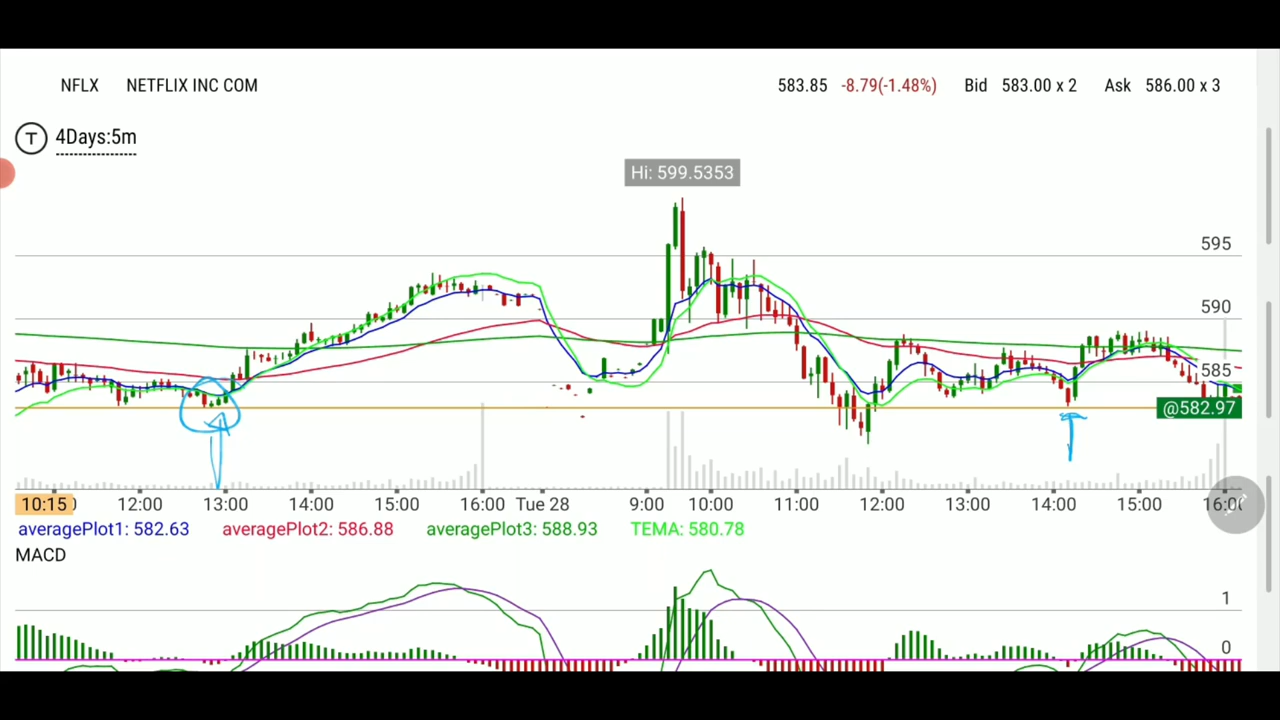 NFLX NETFLIX INC COM 583.85 -8.79(-1.48%) Bid 583.00 x 2 Ask 586.00 x 3
T 4Days:5m
Hi: 599.5353
595
590
585
@582.97
10:15 12:00 13:00 14:00 15:00 16:00 Tue 28 9:00 10:00 11:00 12:00 13:00 14:00 15:00 16:00
averagePlot1: 582.63 averagePlot2: 586.88 averagePlot3: 588.93 TEMA: 580.78
MACD
1
0